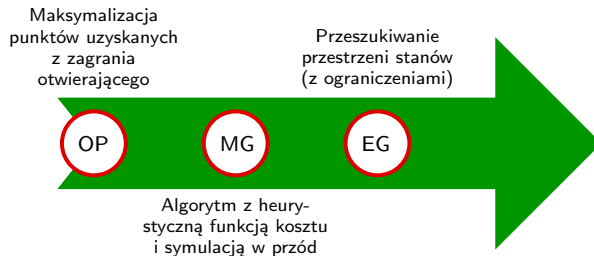 Maksymalizacja
punktów uzyskanych
z zagrania
otwierającego
Przeszukiwanie
przestrzeni stanów
(z ograniczeniami)
OP
MG
EG
Algorytm z heury-
styczną funkcją kosztu
i symulacją w przód